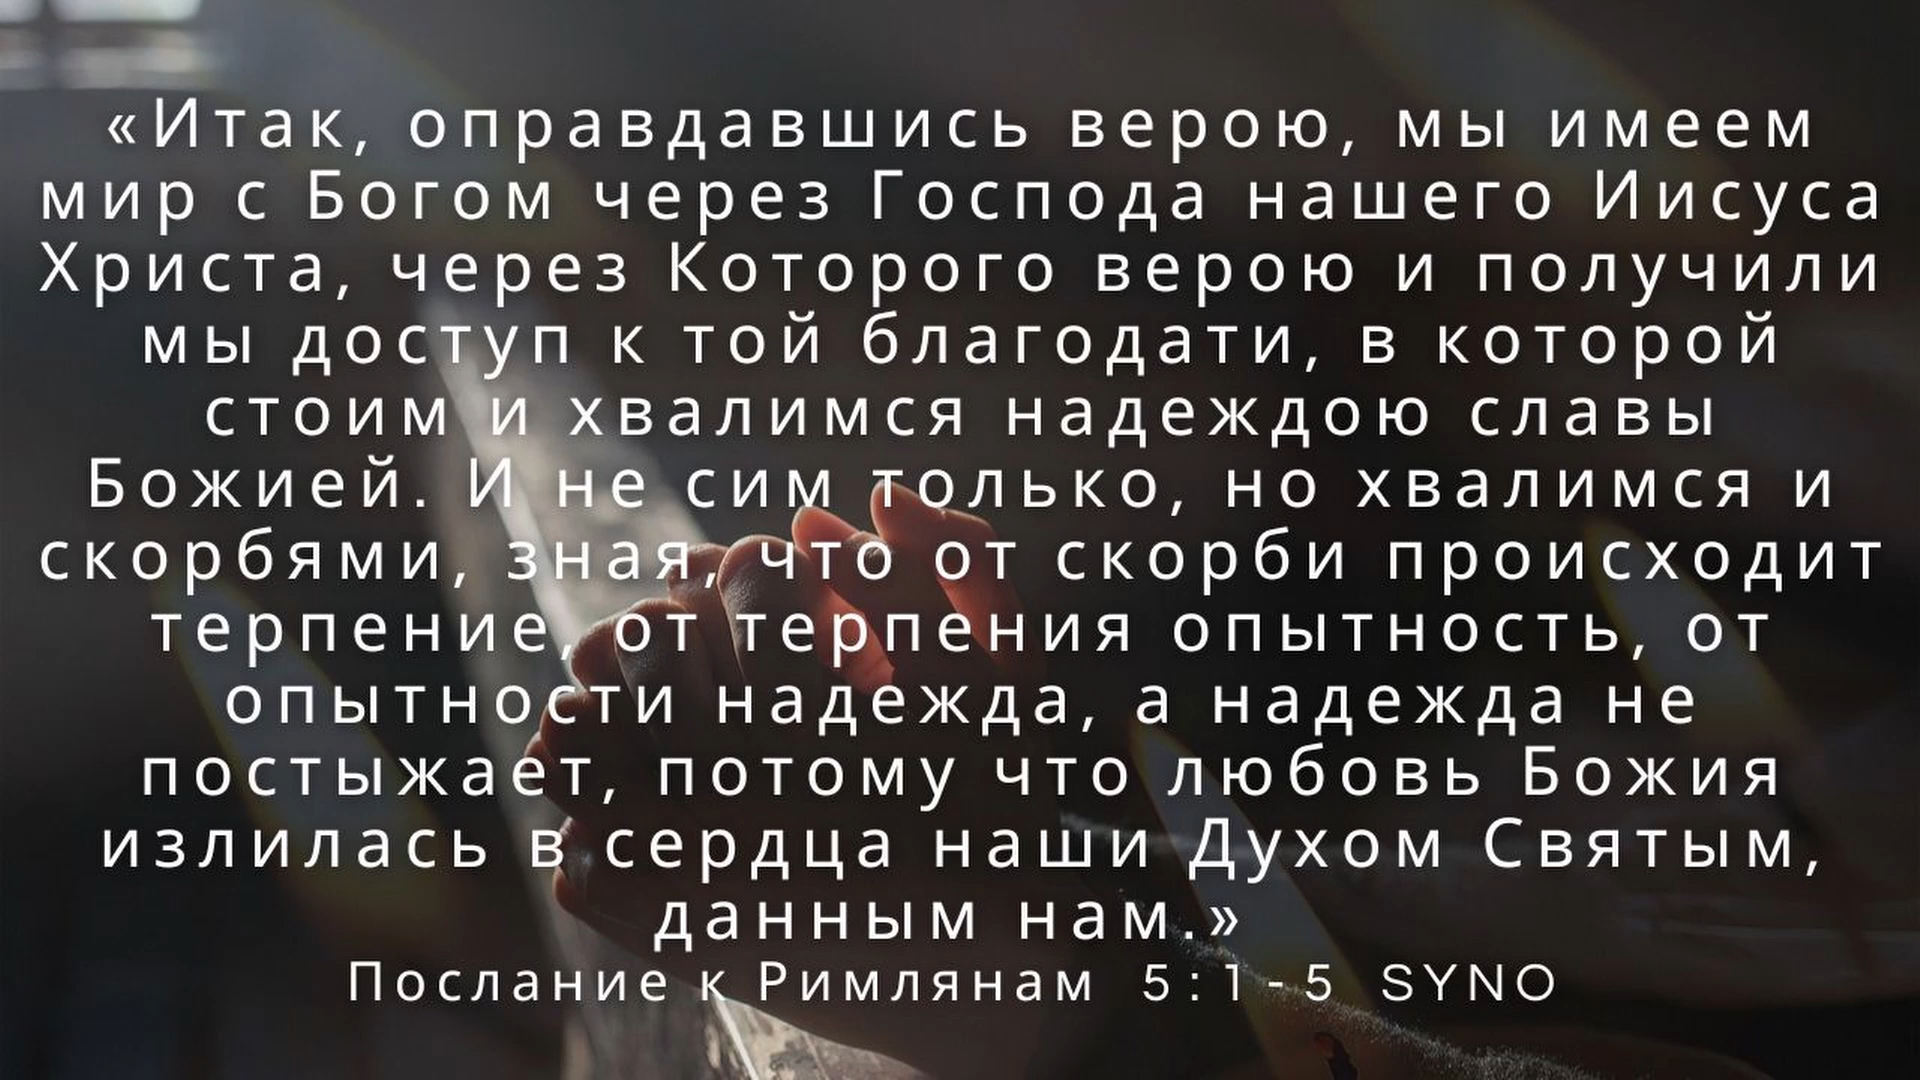 «Итак, оправдавшись верою, мы имеем
мир с Богом через Господа нашего Иисуса
Христа, через Которого верою и получили
мы доступ к той благодати, в которой
стоим и хвалимся надеждою славы
Божией. И не сим только, но хвалимся и
скорбями, зная, что от скорби происходит
терпение, от терпения опытность, от
опытности надежда, а надежда не
постыжает, потому что любовь Божия
излилась в сердца наши Духом Святым,
данным нам.»
Послание к Римлянам 5:1-5 SYNO